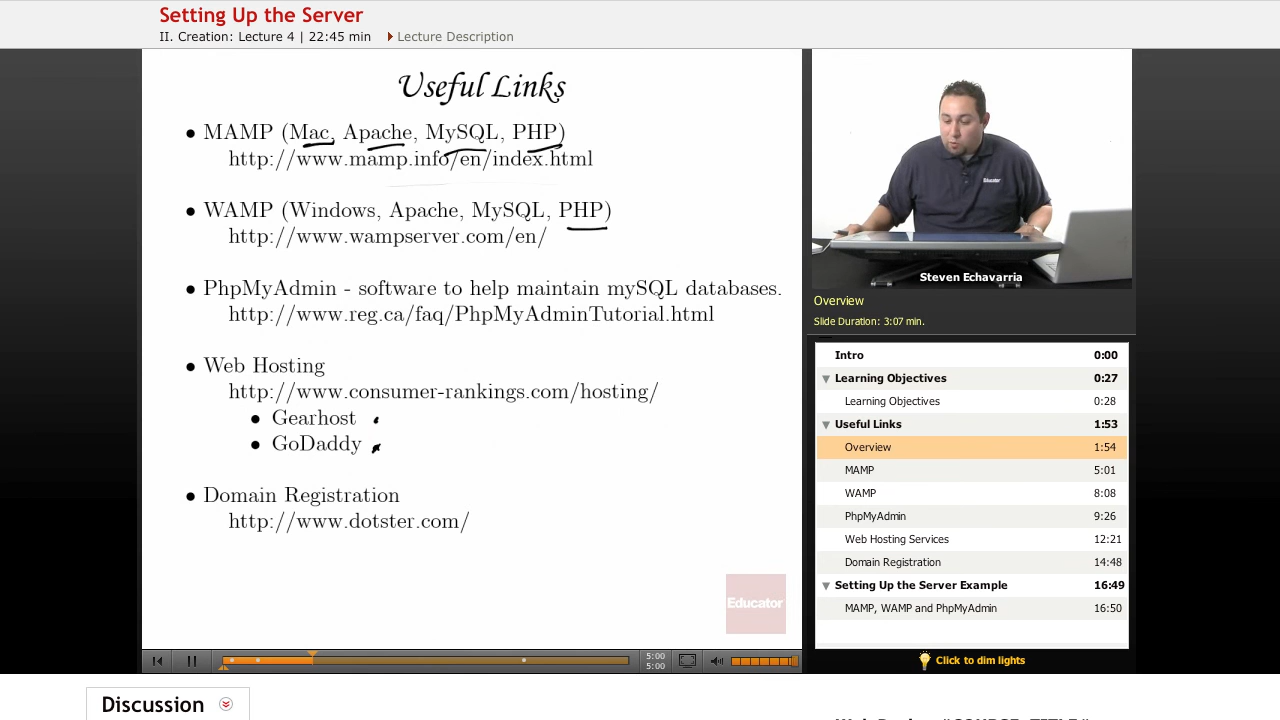 Setting Up the Server
II. Creation: Lecture 4 | 22:45 min Lecture Description
Useful Links
MAMP (Mac, Apache, MySQL, PHP)
http://www.mamp.info/en/index.html
WAMP (Windows, Apache, MySQL, PHP)
http://www.wampserver.com/en/
PhpMyAdmin - software to help maintain mySQL databases.
http://www.reg.ca/faq/PhpMyAdminTutorial.html
Web Hosting
http://www.consumer-rankings.com/hosting/
Gearhost
GoDaddy
Domain Registration
http://www.dotster.com/
Educator
5:00
5:00
Educator
Steven Echavarria
Overview
Slide Duration: 3:07 min.
Intro 0:00
Learning Objectives 0:27
Learning Objectives 0:28
Useful Links 1:53
Overview 1:54
MAMP 5:01
WAMP 8:08
PhpMyAdmin 9:26
Web Hosting Services 12:21
Domain Registration 14:48
Setting Up the Server Example 16:49
MAMP, WAMP and PhpMyAdmin 16:50
Click to dim lights
Discussion